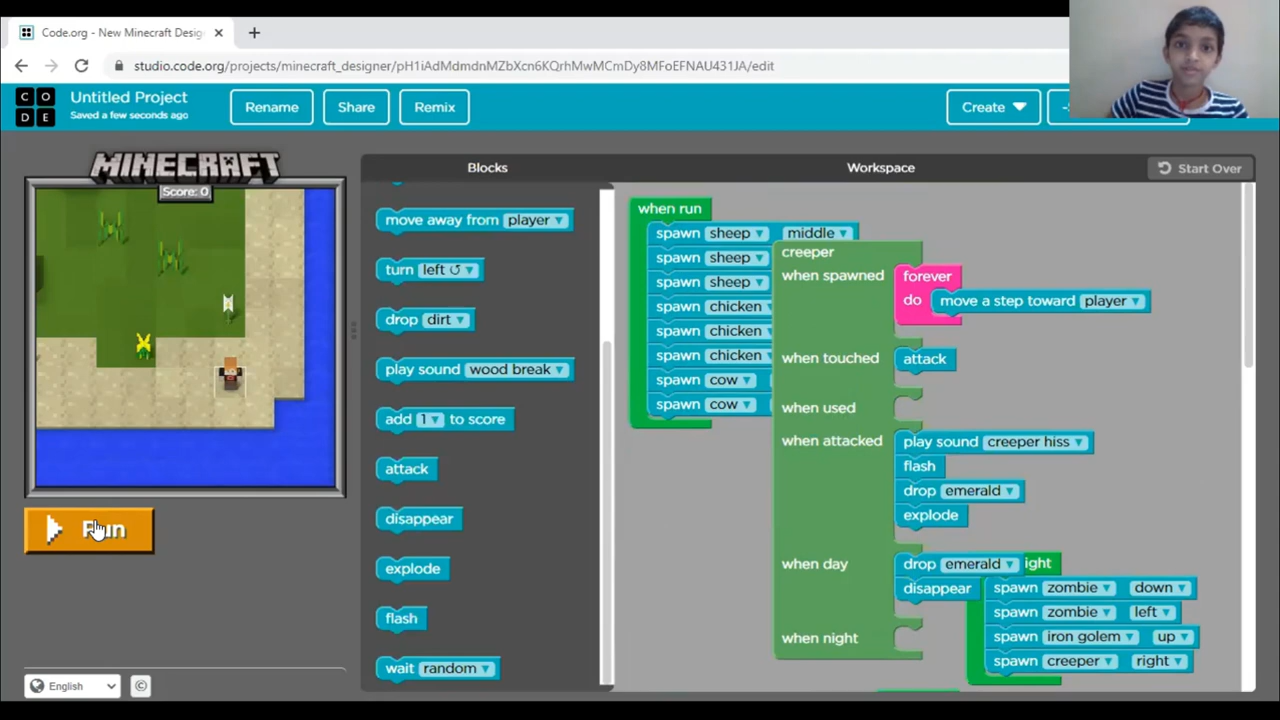 Code.org - New Minecraft Desig
studio.code.org/projects/minecraft_designer/pH1iAdMdmdnMZbXcn6KQrhMwMCmDy8MFoEFNAU431JA/edit
CO
DE
Untitled Project
Saved a few seconds ago
Rename
Share
Remix
Create
MINECRAFT
Score: 0
Run
English
©
Blocks
move away from player
turn left
drop dirt
play sound wood break
add 1 to score
attack
disappear
explode
flash
wait random
Workspace
Start Over
when run
spawn sheep middle
spawn sheep
spawn sheep
spawn chicken
spawn chicken
spawn chicken
spawn cow
spawn cow
creeper
when spawned
forever
do move a step toward player
when touched
attack
when used
when attacked
play sound creeper hiss
flash
drop emerald
explode
when day
drop emerald
disappear
when night
ight
spawn zombie down
spawn zombie left
spawn iron golem up
spawn creeper right